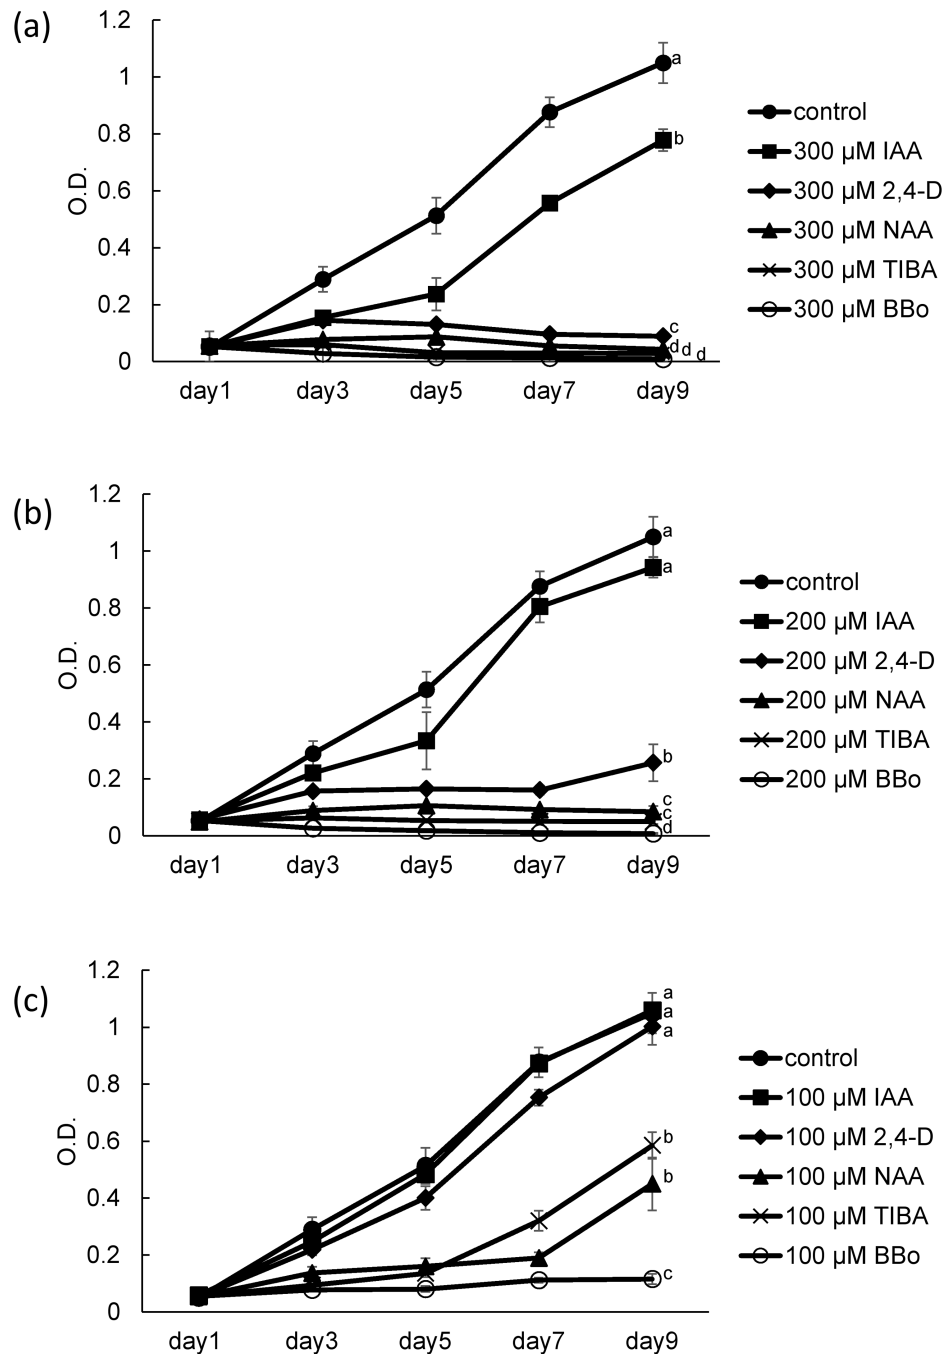 (a)
1.2
1
0.8
0.6
0.4
0.2
0
O.D.
day1 day3 day5 day7 day9
a
b
c
d d d
control
300 µM IAA
300 µM 2,4-D
300 µM NAA
300 µM TIBA
300 µM BBo
(b)
1.2
1
0.8
0.6
0.4
0.2
0
O.D.
day1 day3 day5 day7 day9
a
a
b
c
c
d
control
200 µM IAA
200 µM 2,4-D
200 µM NAA
200 µM TIBA
200 µM BBo
(c)
1.2
1
0.8
0.6
0.4
0.2
0
O.D.
day1 day3 day5 day7 day9
a
a
a
b
b
c
control
100 µM IAA
100 µM 2,4-D
100 µM NAA
100 µM TIBA
100 µM BBo